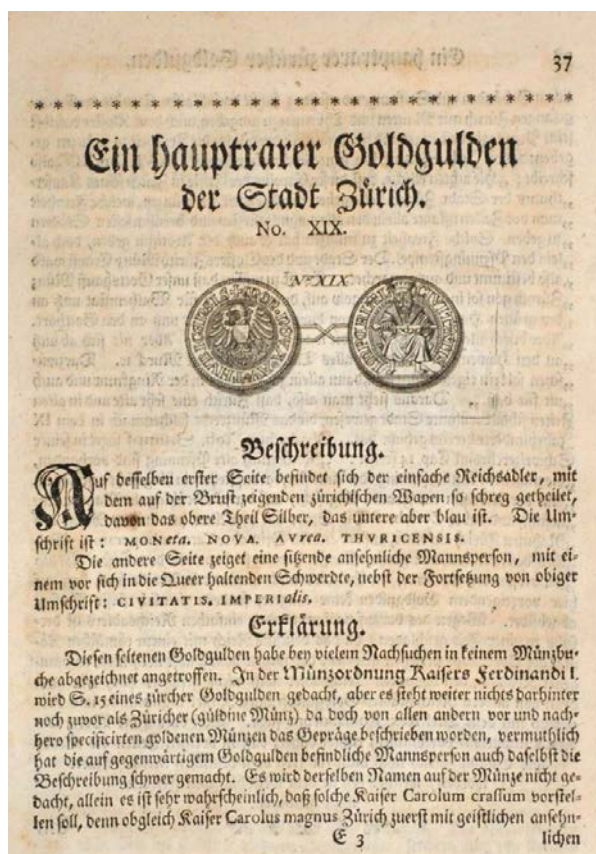 37
* * * * * * * * * * * * * * * * * * * * * * * * * * * * * *
Ein hauptrarer Goldgulden
der Stadt Zürich.
No. XIX.
No XIX
Beschreibung.
Auf desselben erster Seite befindet sich der einfache Reichsadler, mit
dem auf der Brust zeigenden zürichischen Wapen so schreg getheilet,
davon das obere Theil Silber, das untere aber blau ist. Die Um-
schrift ist: MONeta. NOVA. AVrea. THVRICENSIS.
Die andere Seite zeiget eine sitzende ansehnliche Mannsperson, mit ei-
nem vor sich in die Queer haltenden Schwerdte, nebst der Fortsetzung von obiger
Umschrift: CIVITATIS. IMPERIalis.
Erklärung.
Diesen seltenen Goldgulden habe bey vielem Nachsuchen in keinem Münzbu-
che abgezeichnet angetroffen. In der Münzordnung Kaisers Ferdinandi I.
wird S. 15 eines zürcher Goldgulden gedacht, aber es steht weiter nichts darhinter
noch zuvor als Züricher (güldine Münz) da doch von allen andern vor und nach-
hero specificirten goldenen Münzen das Gepräge beschrieben worden, vermuthlich
hat die auf gegenwärtigem Goldgulden befindliche Mannsperson auch daselbst die
Beschreibung schwer gemacht. Es wird derselben Namen auf der Münze nicht ge-
dacht, allein es ist sehr wahrscheinlich, daß solche Kaiser Carolum crassum vorstel-
len soll, denn obgleich Kaiser Carolus magnus Zürich zuerst mit geistlichen ansehn-
E 3 lichen